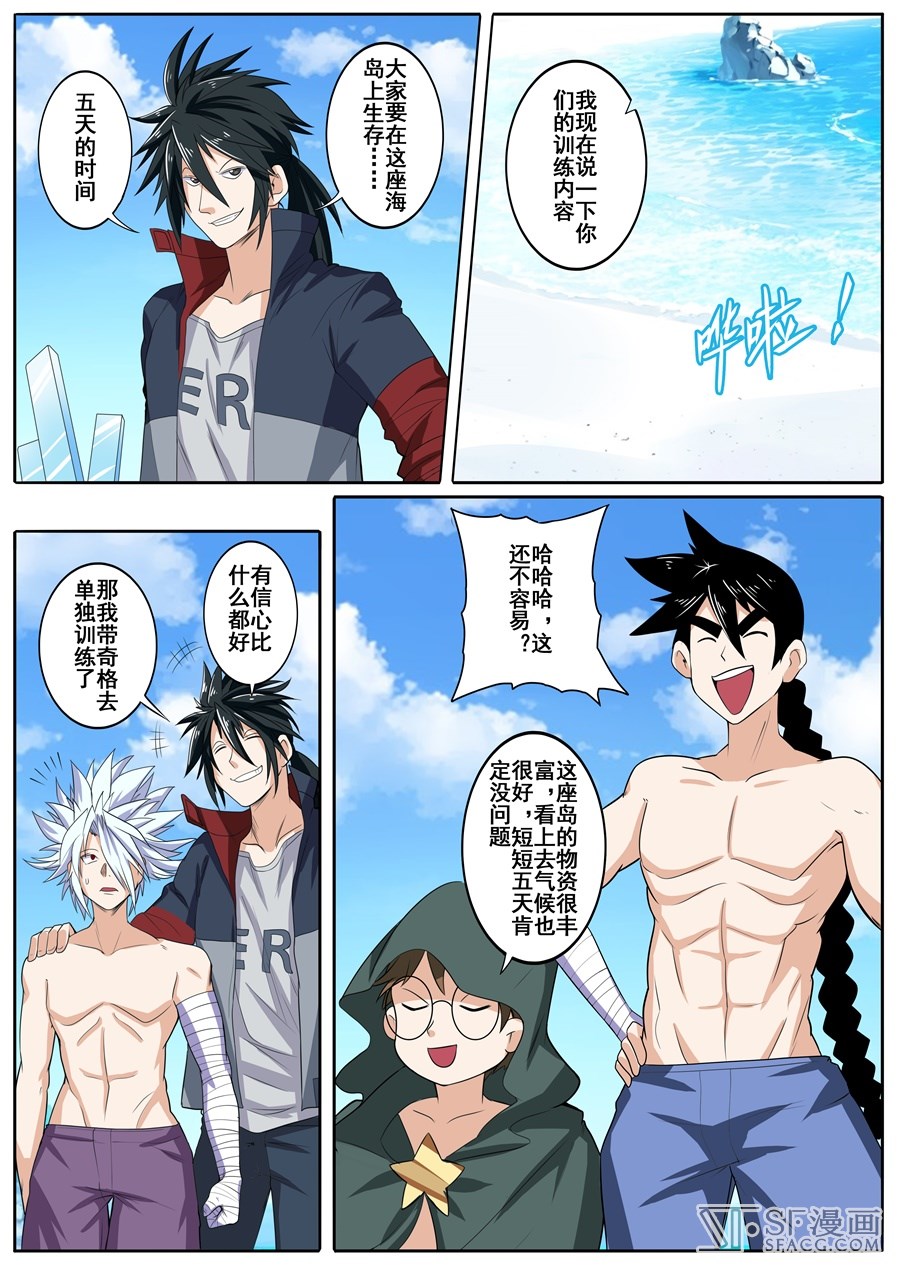 我现在说一下你
们的训练内容
哗啦！
大家要在这座海
岛上生存……
五天的时间
ER
哈哈哈，这
还不容易？
这座岛的物资很丰
富，看上去气候也
很好，短短五天肯
定没问题
有信心比
什么都好
那我带奇格去
单独训练了
ER
SF漫画
SFACG.COM